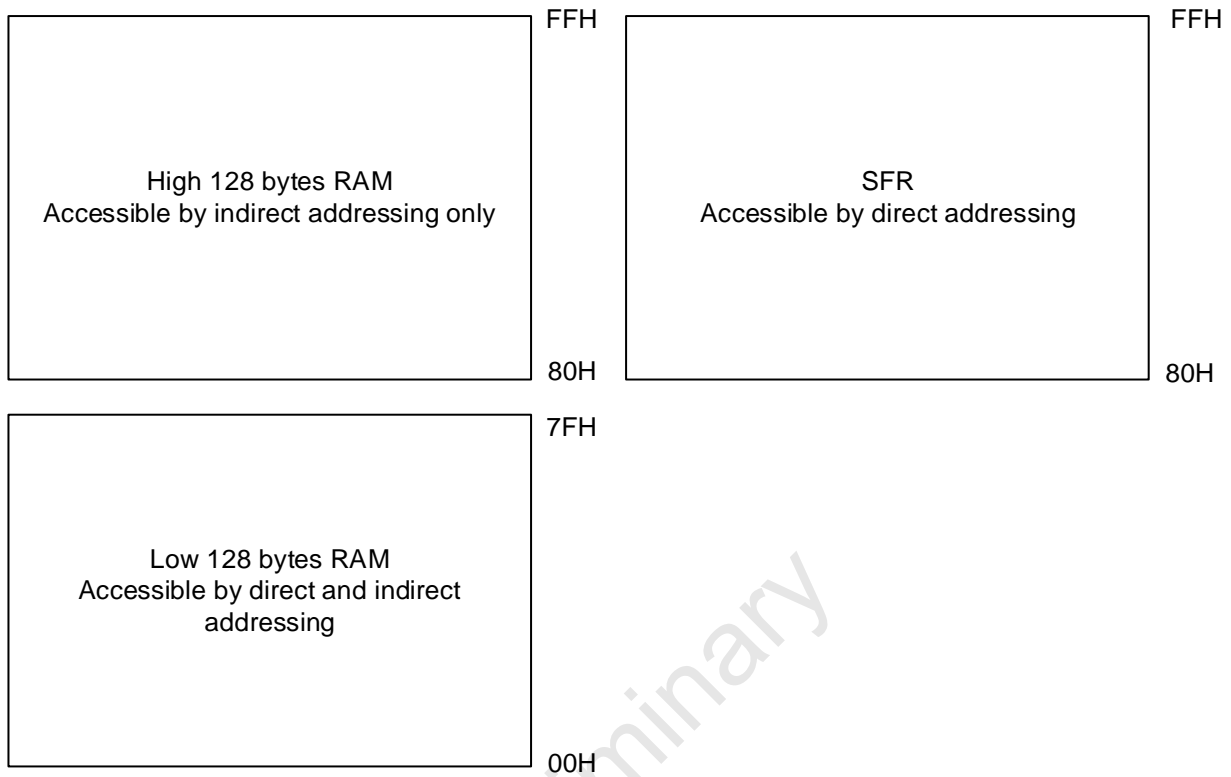 FFH
High 128 bytes RAM
Accessible by indirect addressing only
80H
FFH
SFR
Accessible by direct addressing
80H
7FH
Low 128 bytes RAM
Accessible by direct and indirect
addressing
00H